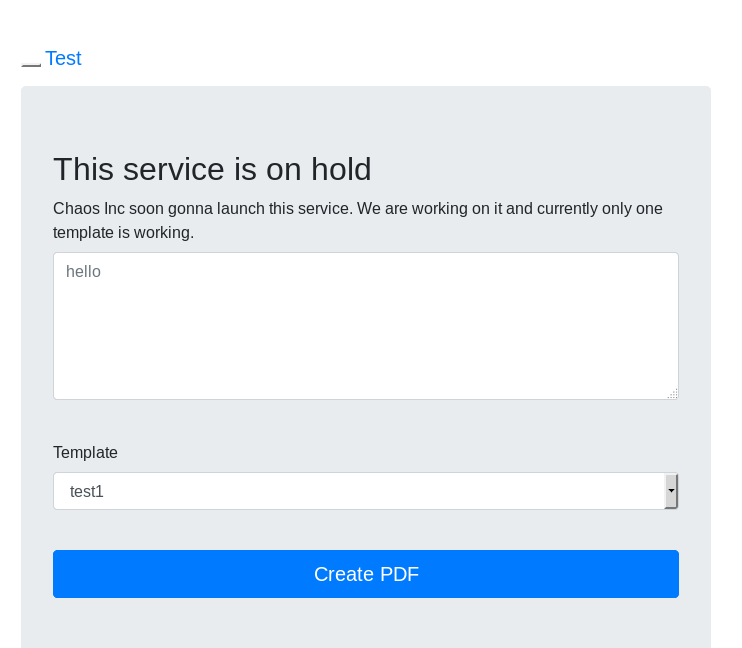 Test
This service is on hold
Chaos Inc soon gonna launch this service. We are working on it and currently only one
template is working.
hello
Template
test1
Create PDF